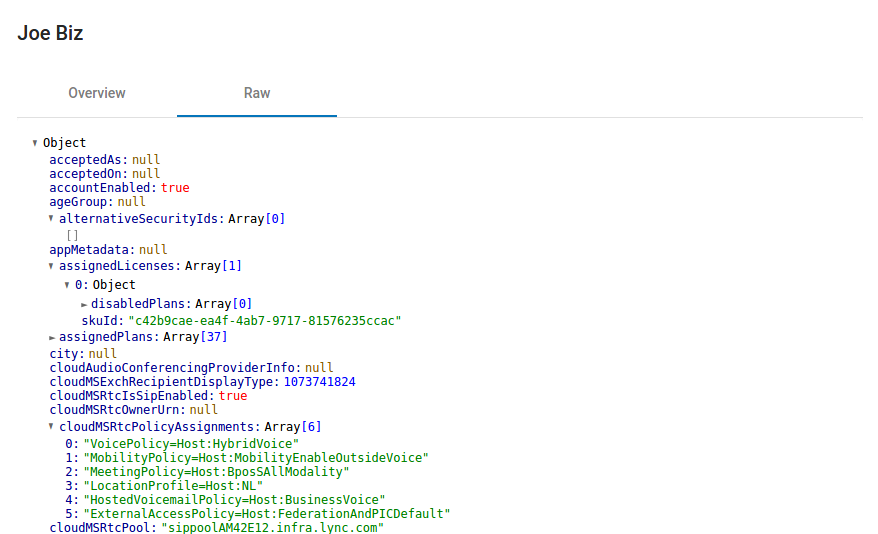 Joe Biz
Overview Raw
▼ Object
acceptedAs: null
acceptedOn: null
accountEnabled: true
ageGroup: null
▼ alternativeSecurityIds: Array[0]
[]
appMetadata: null
▼ assignedLicenses: Array[1]
▼ 0: Object
► disabledPlans: Array[0]
skuId: "c42b9cae-ea4f-4ab7-9717-81576235ccac"
► assignedPlans: Array[37]
city: null
cloudAudioConferencingProviderInfo: null
cloudMSExchRecipientDisplayType: 1073741824
cloudMSRtcIsSipEnabled: true
cloudMSRtcOwnerUrn: null
▼ cloudMSRtcPolicyAssignments: Array[6]
0: "VoicePolicy=Host:HybridVoice"
1: "MobilityPolicy=Host:MobilityEnableOutsideVoice"
2: "MeetingPolicy=Host:BposSAllModality"
3: "LocationProfile=Host:NL"
4: "HostedVoicemailPolicy=Host:BusinessVoice"
5: "ExternalAccessPolicy=Host:FederationAndPICDefault"
cloudMSRtcPool: "sippoolAM42E12.infra.lync.com"